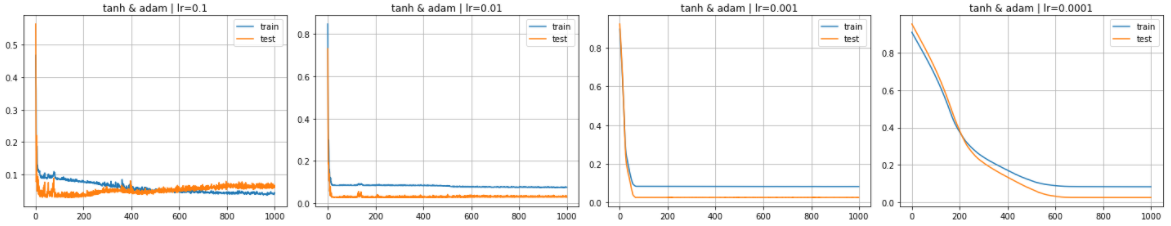 tanh & adam | lr=0.1
train
test
0.5
0.4
0.3
0.2
0.1
0 200 400 600 800 1000
tanh & adam | lr=0.01
train
test
0.8
0.6
0.4
0.2
0.0
0 200 400 600 800 1000
tanh & adam | lr=0.001
train
test
0.8
0.6
0.4
0.2
0.0
0 200 400 600 800 1000
tanh & adam | lr=0.0001
train
test
0.8
0.6
0.4
0.2
0.0
0 200 400 600 800 1000